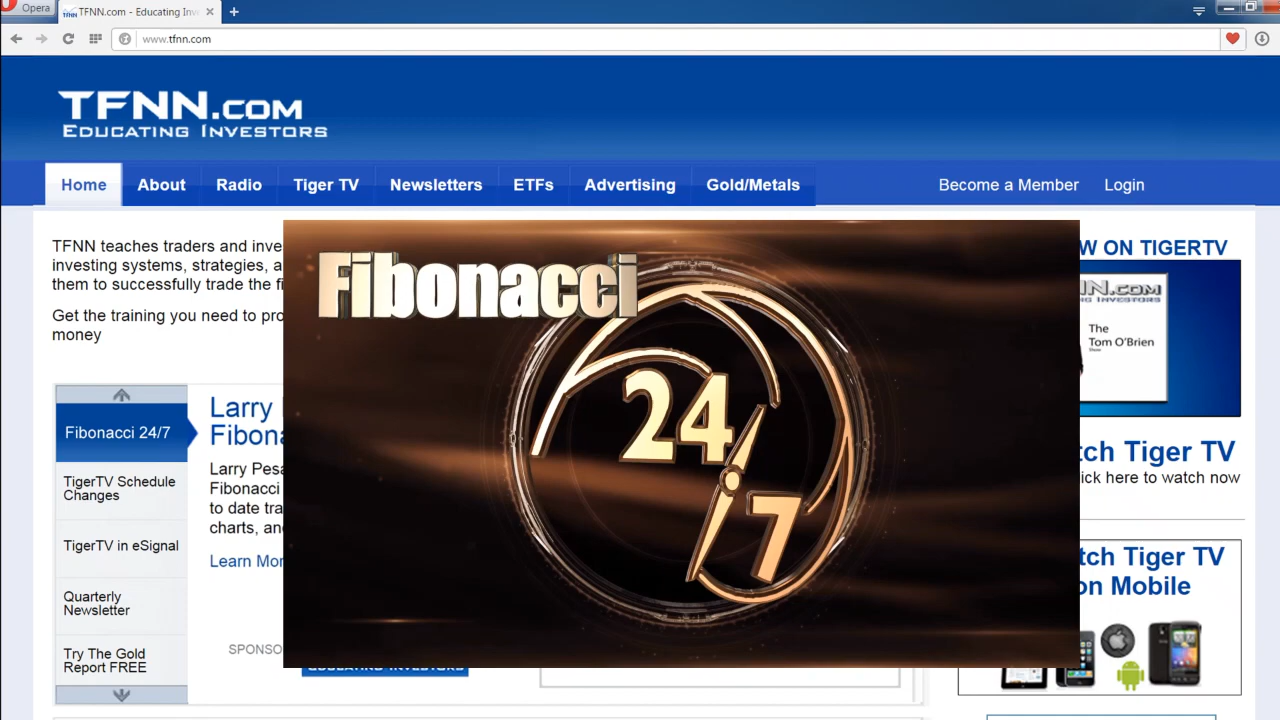 Opera
TFNN.com - Educating Inv
www.tfnn.com
TFNN.COM
EDUCATING INVESTORS
Home
About
Radio
Tiger TV
Newsletters
ETFs
Advertising
Gold/Metals
Become a Member
Login
TFNN teaches traders and inve
investing systems, strategies, a
them to successfully trade the fi
Get the training you need to pro
money
Fibonacci
24
7
W ON TIGERTV
N.COM
The
Tom O'Brien
Show
Fibonacci 24/7
TigerTV Schedule
Changes
TigerTV in eSignal
Quarterly
Newsletter
Try The Gold
Report FREE
Larry
Fibona
Larry Pesa
Fibonacci
to date tra
charts, an
Learn Mor
SPONSO
EDUCATING INVESTORS
tch Tiger TV
ick here to watch now
tch Tiger TV
on Mobile